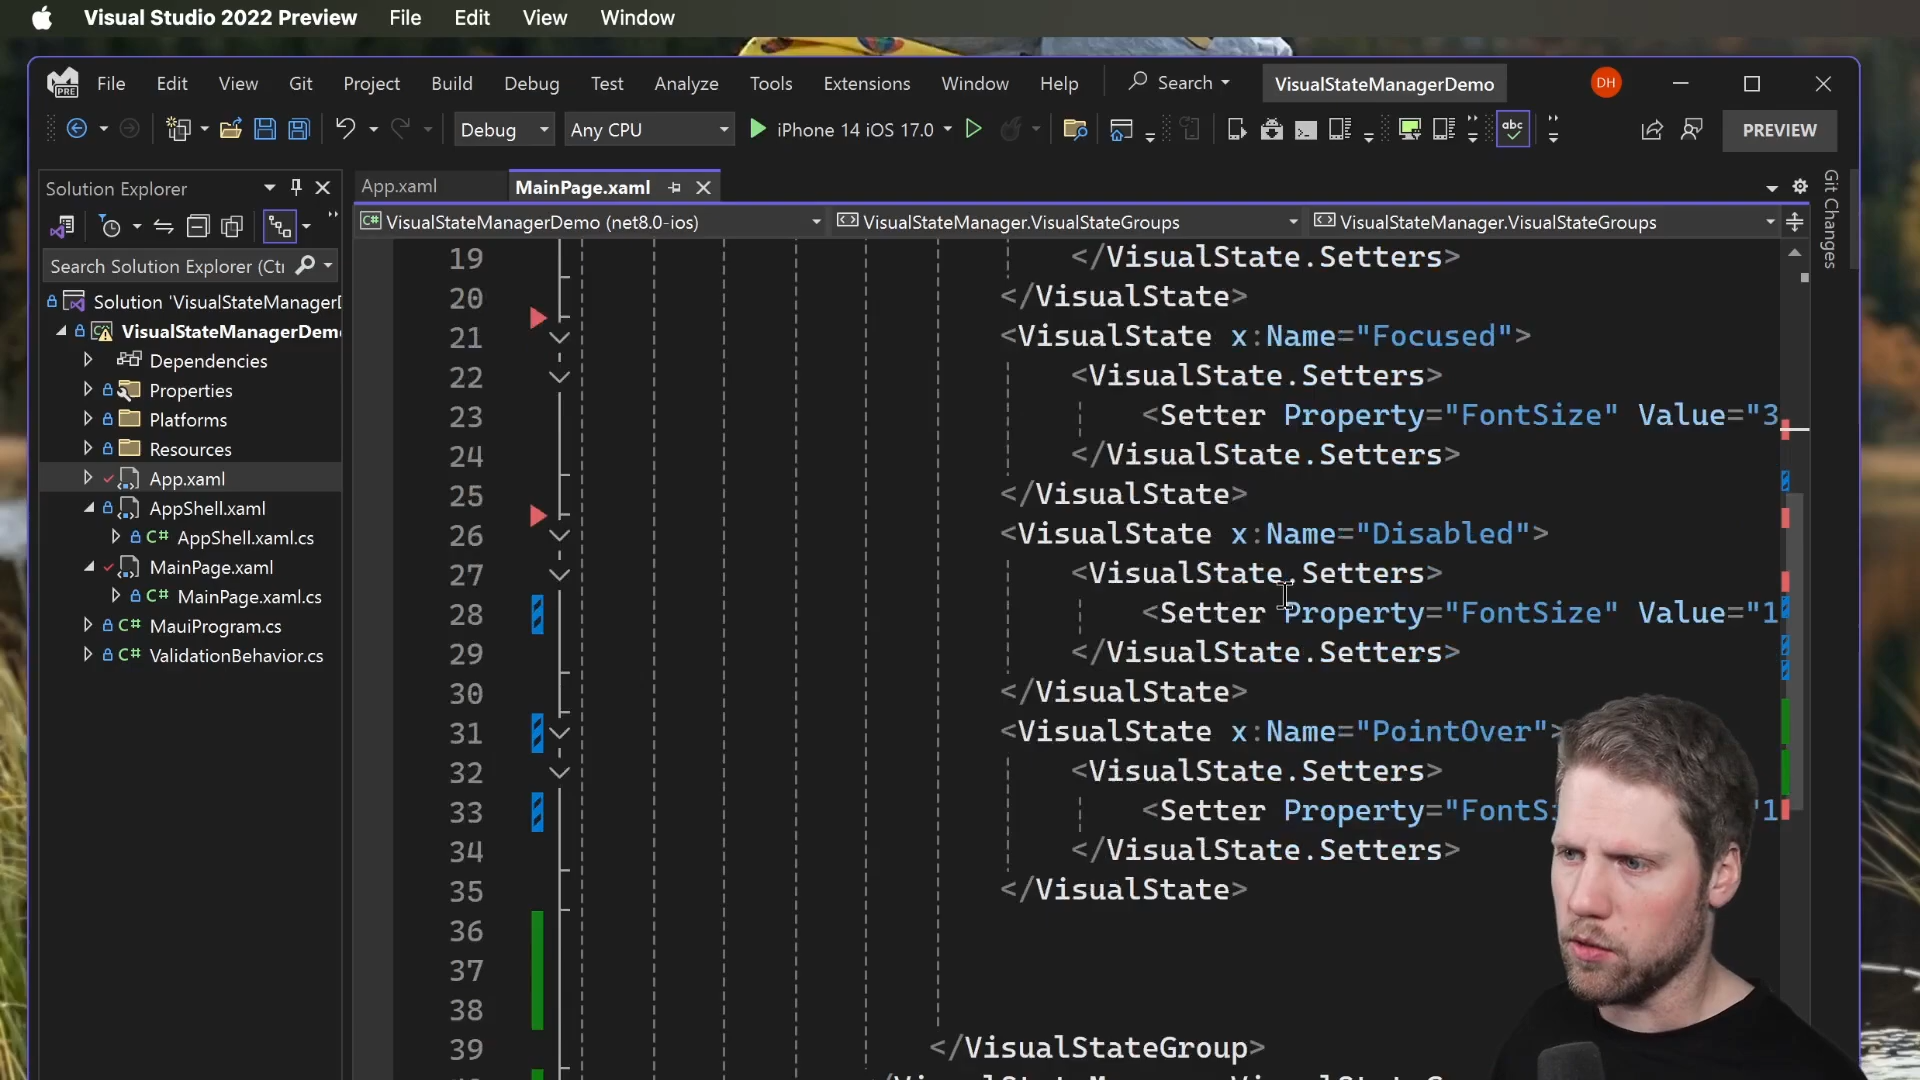 Visual Studio 2022 Preview File Edit View Window
PRE File Edit View Git Project Build Debug Test Analyze Tools Extensions Window Help Search VisualStateManagerDemo DH
Debug Any CPU iPhone 14 iOS 17.0 abc PREVIEW
Solution Explorer
App.xaml MainPage.xaml
Git Changes
C# VisualStateManagerDemo (net8.0-ios) VisualStateManager.VisualStateGroups VisualStateManager.VisualStateGroups
Search Solution Explorer (Ctr
Solution 'VisualStateManagerD
VisualStateManagerDem
Dependencies
Properties
Platforms
Resources
App.xaml
AppShell.xaml
C# AppShell.xaml.cs
MainPage.xaml
C# MainPage.xaml.cs
C# MauiProgram.cs
C# ValidationBehavior.cs
19 </VisualState.Setters>
20 </VisualState>
21 <VisualState x:Name="Focused">
22 <VisualState.Setters>
23 <Setter Property="FontSize" Value="3
24 </VisualState.Setters>
25 </VisualState>
26 <VisualState x:Name="Disabled">
27 <VisualState.Setters>
28 <Setter Property="FontSize" Value="1
29 </VisualState.Setters>
30 </VisualState>
31 <VisualState x:Name="PointOver">
32 <VisualState.Setters>
33 <Setter Property="FontSi "1
34 </VisualState.Setters>
35 </VisualState>
36
37
38
39 </VisualStateGroup>